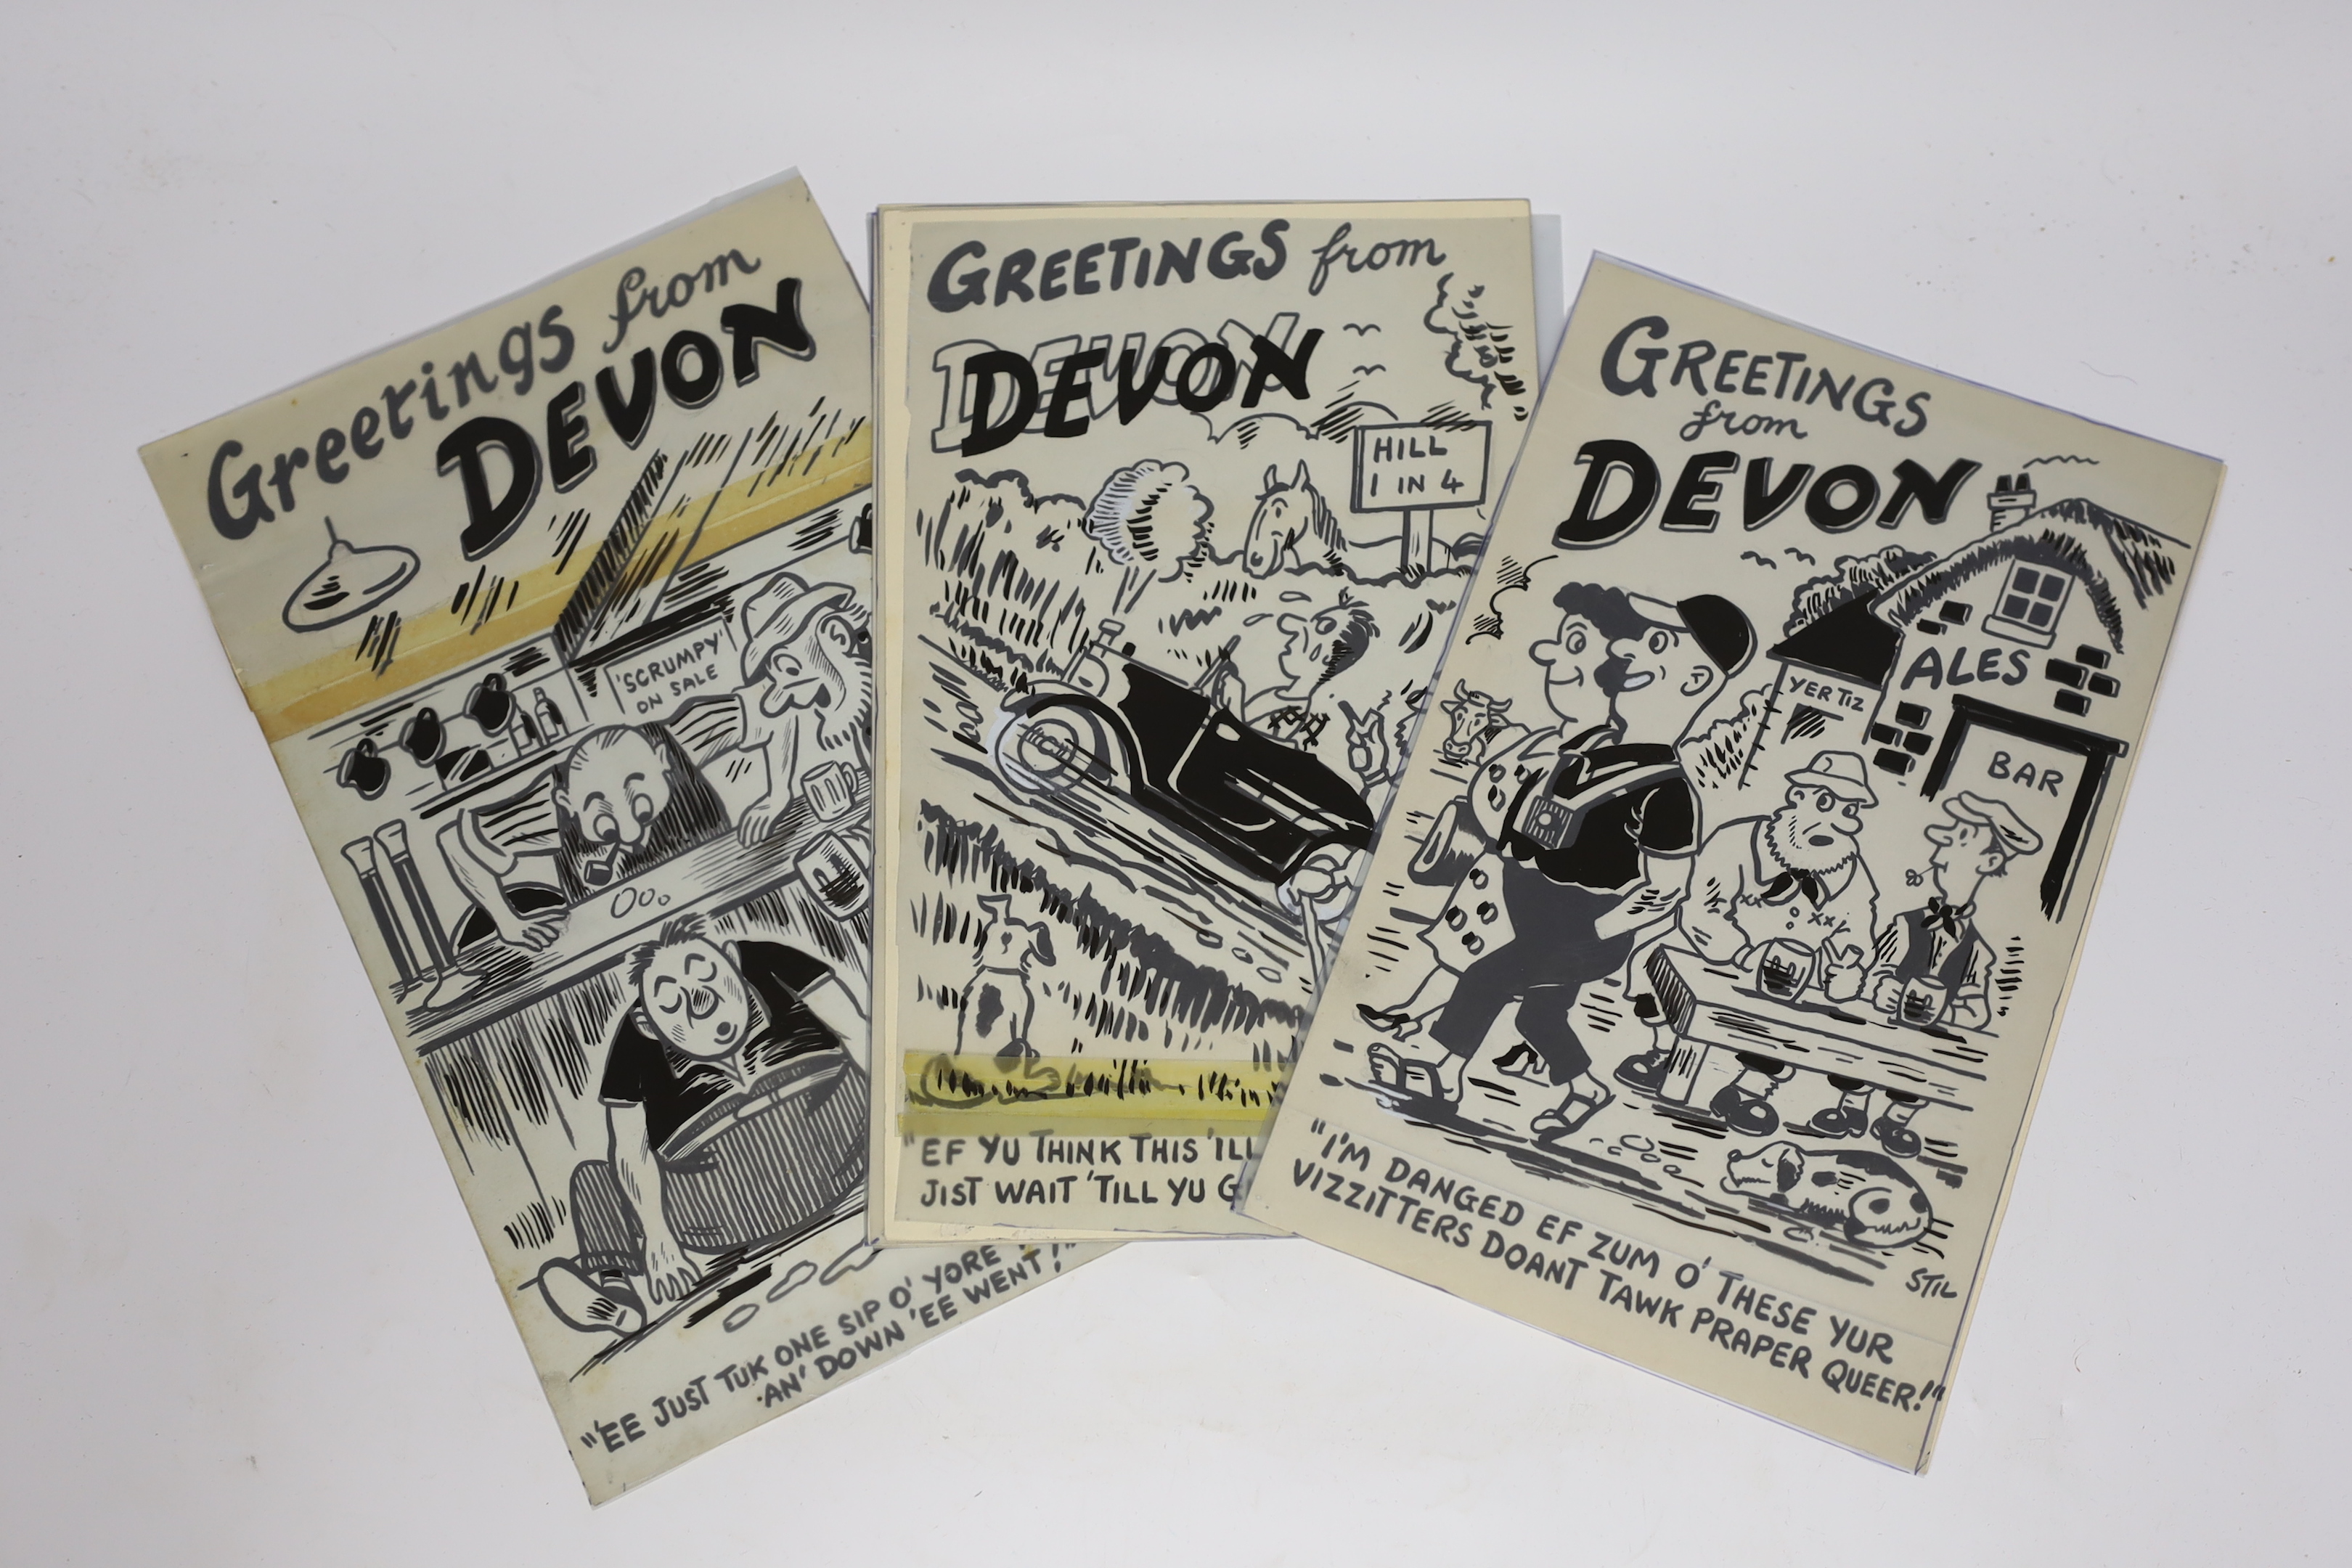 Greetings from
DEVON
'SCRUMPY'
ON SALE
"'EE JUST TUK ONE SIP O' YORE
AN' DOWN 'EE WENT!"
GREETINGS from
DEVON
HILL
1 IN 4
"EF YU THINK THIS 'ILL
JIST WAIT 'TILL YU
GREETINGS
from
DEVON
ALES
YER TIZ
BAR
STIL
"I'M DANGED EF ZUM O' THESE YUR
VIZZITTERS DOANT TAWK PRAPER QUEER!"